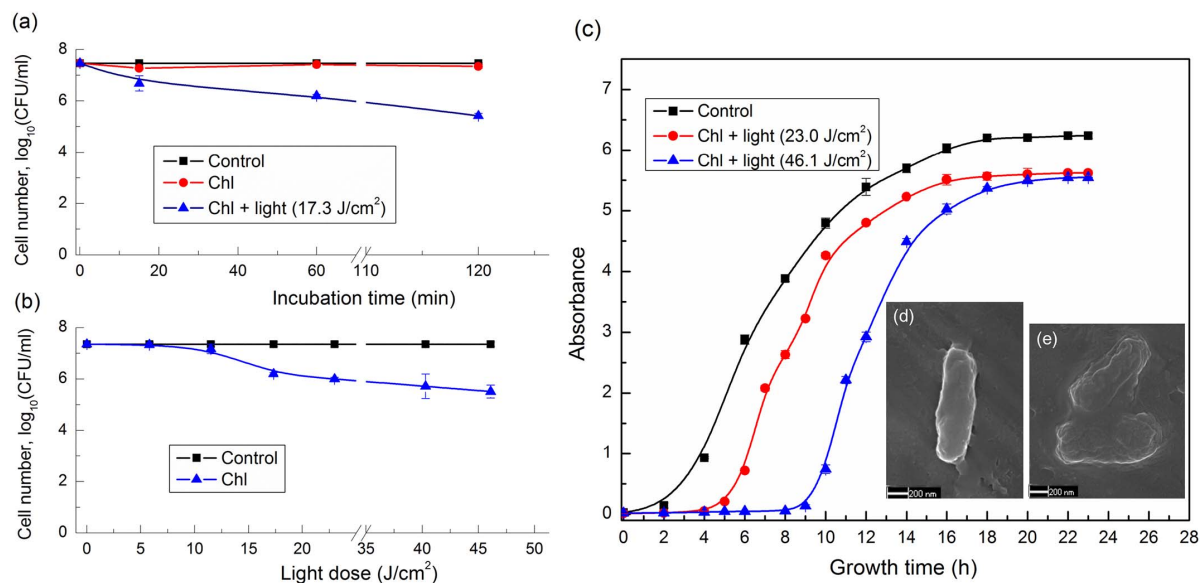 (a)
8
6
4
2
0
Cell number, log₁₀(CFU/ml)
Control
Chl
Chl + light (17.3 J/cm²)
0 20 40 60 110 120
Incubation time (min)
(b)
8
6
4
2
0
Cell number, log₁₀(CFU/ml)
Control
Chl
0 5 10 15 20 25 35 40 45 50
Light dose (J/cm²)
(c)
7
6
5
4
3
2
1
0
Absorbance
Control
Chl + light (23.0 J/cm²)
Chl + light (46.1 J/cm²)
(d)
200 nm
(e)
200 nm
0 2 4 6 8 10 12 14 16 18 20 22 24 26 28
Growth time (h)